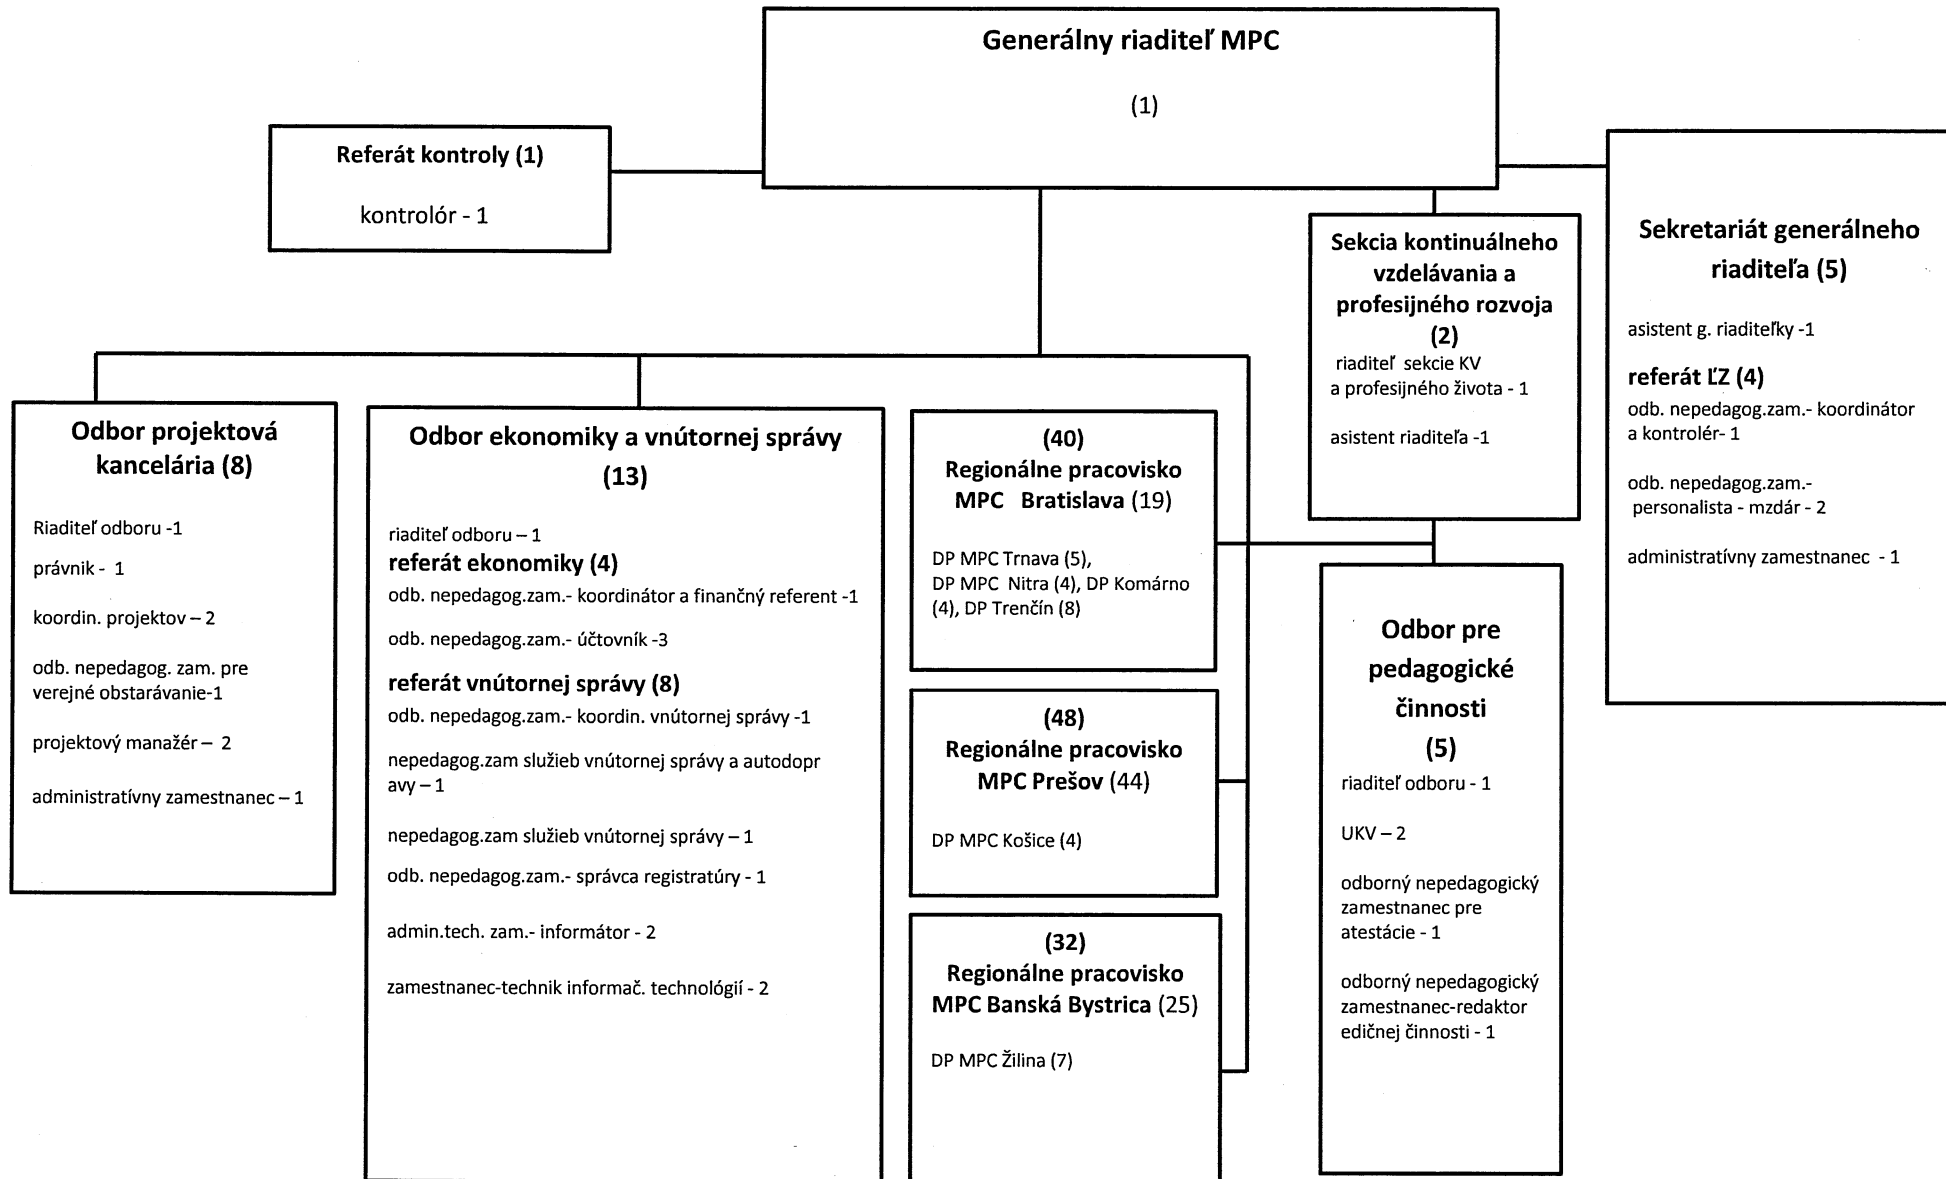 Generálny riaditeľ MPC
(1)
Referát kontroly (1)
kontrolór - 1
Sekcia kontinuálneho
vzdelávania a
profesijného rozvoja
(2)
riaditeľ sekcie KV
a profesijného života - 1
asistent riaditeľa -1
Sekretariát generálneho
riaditeľa (5)
asistent g. riaditeľky -1
referát ĽZ (4)
odb. nepedagog.zam.- koordinátor
a kontrolér- 1
odb. nepedagog.zam.-
personalista - mzdár - 2
administratívny zamestnanec - 1
Odbor projektová
kancelária (8)
Riaditeľ odboru -1
právnik - 1
koordin. projektov – 2
odb. nepedagog. zam. pre
verejné obstarávanie-1
projektový manažér – 2
administratívny zamestnanec – 1
Odbor ekonomiky a vnútornej správy
(13)
riaditeľ odboru – 1
referát ekonomiky (4)
odb. nepedagog.zam.- koordinátor a finančný referent -1
odb. nepedagog.zam.- účtovník -3
referát vnútornej správy (8)
odb. nepedagog.zam.- koordin. vnútornej správy -1
nepedagog.zam služieb vnútornej správy a autodopr
avy – 1
nepedagog.zam služieb vnútornej správy – 1
odb. nepedagog.zam.- správca registratúry - 1
admin.tech. zam.- informátor - 2
zamestnanec-technik informač. technológií - 2
(40)
Regionálne pracovisko
MPC Bratislava (19)
DP MPC Trnava (5),
DP MPC Nitra (4), DP Komárno
(4), DP Trenčín (8)
(48)
Regionálne pracovisko
MPC Prešov (44)
DP MPC Košice (4)
(32)
Regionálne pracovisko
MPC Banská Bystrica (25)
DP MPC Žilina (7)
Odbor pre
pedagogické
činnosti
(5)
riaditeľ odboru - 1
UKV – 2
odborný nepedagogický
zamestnanec pre
atestácie - 1
odborný nepedagogický
zamestnanec-redaktor
edičnej činnosti - 1